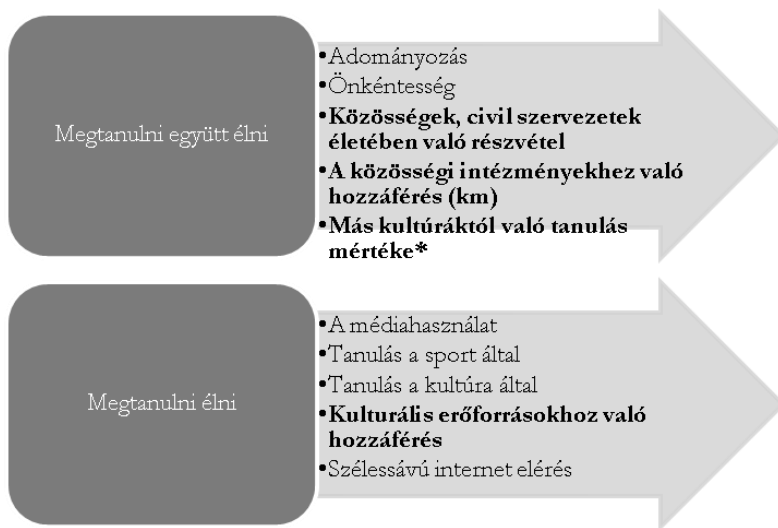 Megtanulni együtt élni
•Adományozás
•Önkéntesség
•Közösségek, civil szervezetek
életében való részvétel
•A közösségi intézményekhez való
hozzáférés (km)
•Más kultúráktól való tanulás
mértéke*
Megtanulni élni
•A médiahasználat
•Tanulás a sport által
•Tanulás a kultúra által
•Kulturális erőforrásokhoz való
hozzáférés
•Szélessávú internet elérés